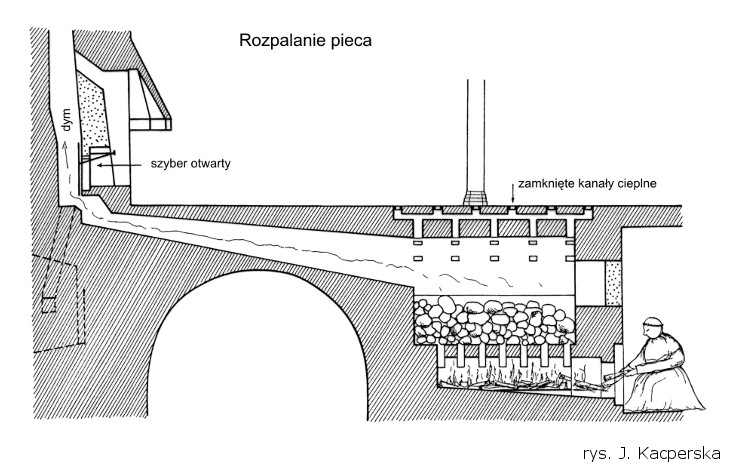 Rozpalanie pieca
dym
szyber otwarty
zamknięte kanały cieplne
rys. J. Kacperska